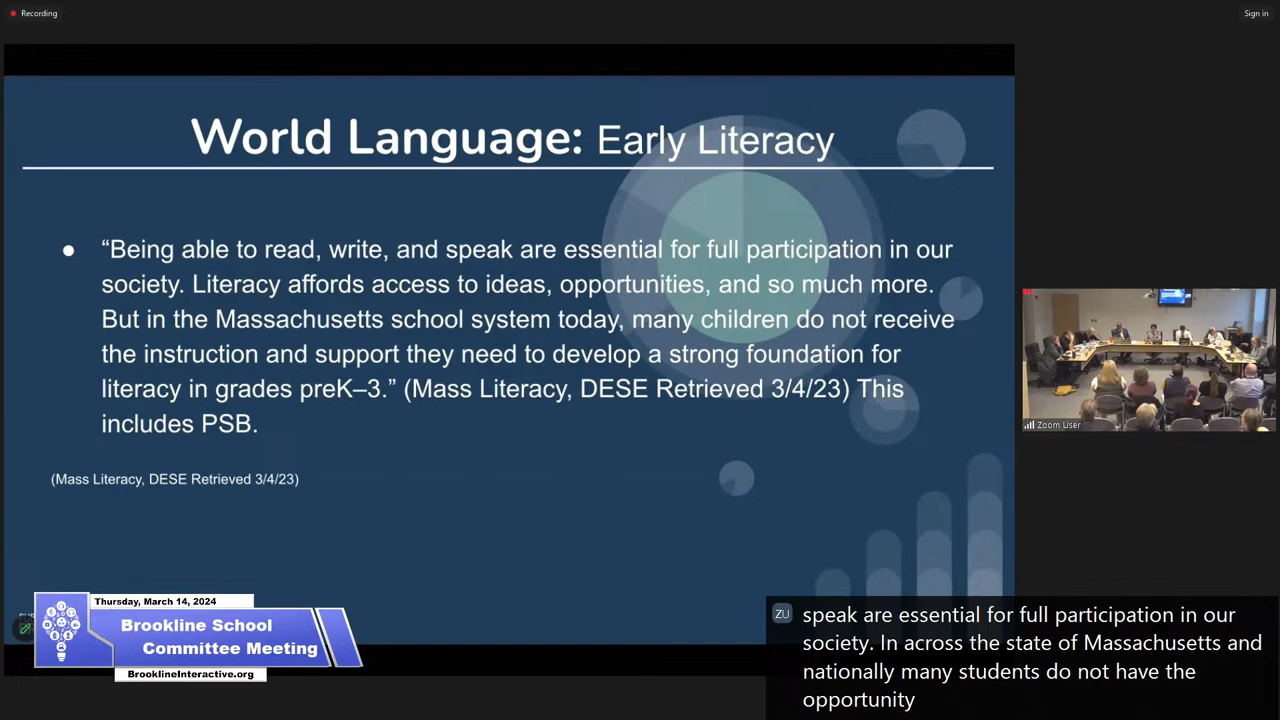 Recording
Sign in
World Language: Early Literacy
● “Being able to read, write, and speak are essential for full participation in our
society. Literacy affords access to ideas, opportunities, and so much more.
But in the Massachusetts school system today, many children do not receive
the instruction and support they need to develop a strong foundation for
literacy in grades preK–3.” (Mass Literacy, DESE Retrieved 3/4/23) This
includes PSB.
(Mass Literacy, DESE Retrieved 3/4/23)
Zoom User
Thursday, March 14, 2024
Brookline School
Committee Meeting
BrooklineInteractive.org
ZU
speak are essential for full participation in our
society. In across the state of Massachusetts and
nationally many students do not have the
opportunity